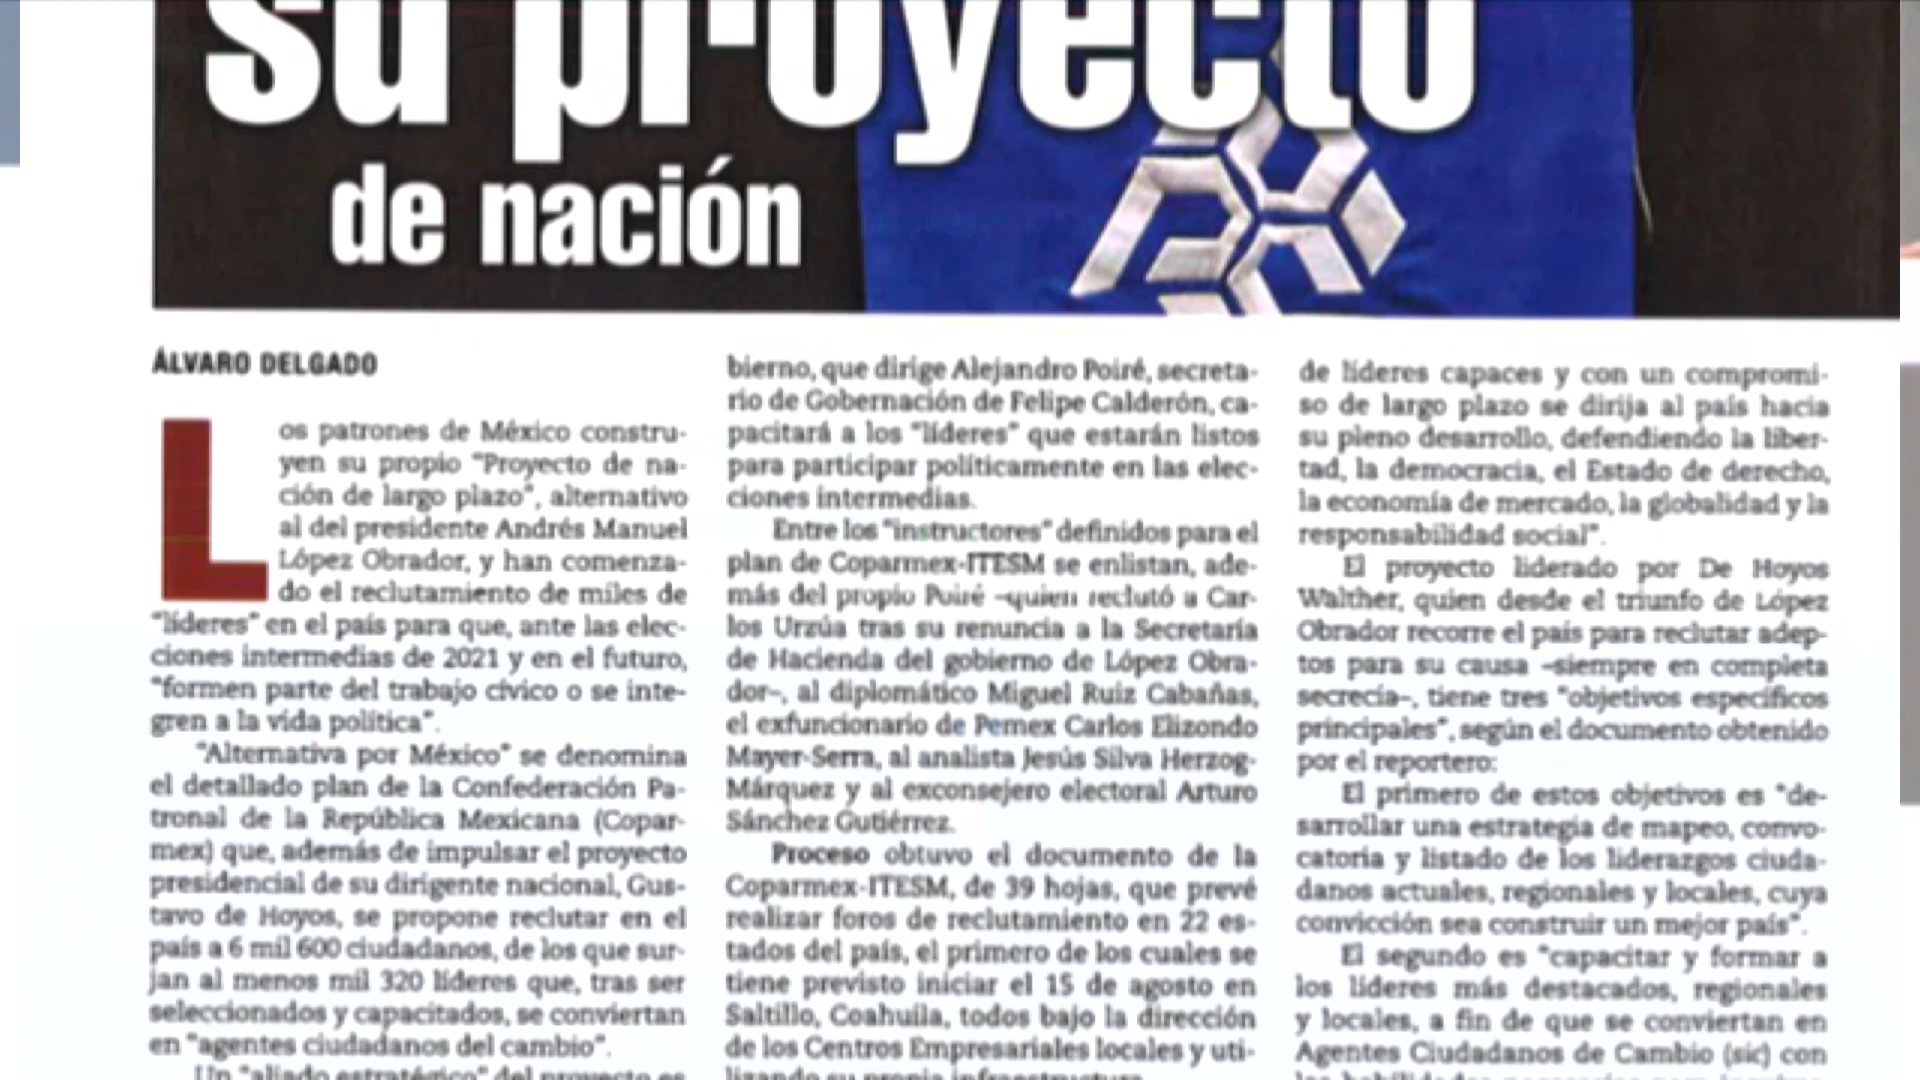 su proyecto
de nación
ÁLVARO DELGADO
Los patrones de México constru-
yen su propio "Proyecto de na-
ción de largo plazo", alternativo
al del presidente Andrés Manuel
López Obrador, y han comenza-
do el reclutamiento de miles de
"líderes" en el país para que, ante las elec-
ciones intermedias de 2021 y en el futuro,
"formen parte del trabajo cívico o se inte-
gren a la vida política".
"Alternativa por México" se denomina
el detallado plan de la Confederación Pa-
tronal de la República Mexicana (Copar-
mex) que, además de impulsar el proyecto
presidencial de su dirigente nacional, Gus-
tavo de Hoyos, se propone reclutar en el
país a 6 mil 600 ciudadanos, de los que sur-
jan al menos mil 320 líderes que, tras ser
seleccionados y capacitados, se conviertan
en "agentes ciudadanos del cambio".
Un "aliado estratégico" del proyecto es
bierno, que dirige Alejandro Poiré, secreta-
rio de Gobernación de Felipe Calderón, ca-
pacitará a los "líderes" que estarán listos
para participar políticamente en las elec-
ciones intermedias.
Entre los "instructores" definidos para el
plan de Coparmex-ITESM se enlistan, ade-
más del propio Poiré –quien reclutó a Car-
los Urzúa tras su renuncia a la Secretaría
de Hacienda del gobierno de López Obra-
dor–, al diplomático Miguel Ruiz Cabañas,
el exfuncionario de Pemex Carlos Elizondo
Mayer-Serra, al analista Jesús Silva Herzog-
Márquez y al exconsejero electoral Arturo
Sánchez Gutiérrez.
Proceso obtuvo el documento de la
Coparmex-ITESM, de 39 hojas, que prevé
realizar foros de reclutamiento en 22 es-
tados del país, el primero de los cuales se
tiene previsto iniciar el 15 de agosto en
Saltillo, Coahuila, todos bajo la dirección
de los Centros Empresariales locales y uti-
lizando su propia infraestructura.
de líderes capaces y con un compromi-
so de largo plazo se dirija al país hacia
su pleno desarrollo, defendiendo la liber-
tad, la democracia, el Estado de derecho,
la economía de mercado, la globalidad y la
responsabilidad social".
El proyecto liderado por De Hoyos
Walther, quien desde el triunfo de López
Obrador recorre el país para reclutar adep-
tos para su causa –siempre en completa
secrecía–, tiene tres "objetivos específicos
principales", según el documento obtenido
por el reportero:
El primero de estos objetivos es "de-
sarrollar una estrategia de mapeo, convo-
catoria y listado de los liderazgos ciuda-
danos actuales, regionales y locales, cuya
convicción sea construir un mejor país".
El segundo es "capacitar y formar a
los líderes más destacados, regionales
y locales, a fin de que se conviertan en
Agentes Ciudadanos de Cambio (sic) con